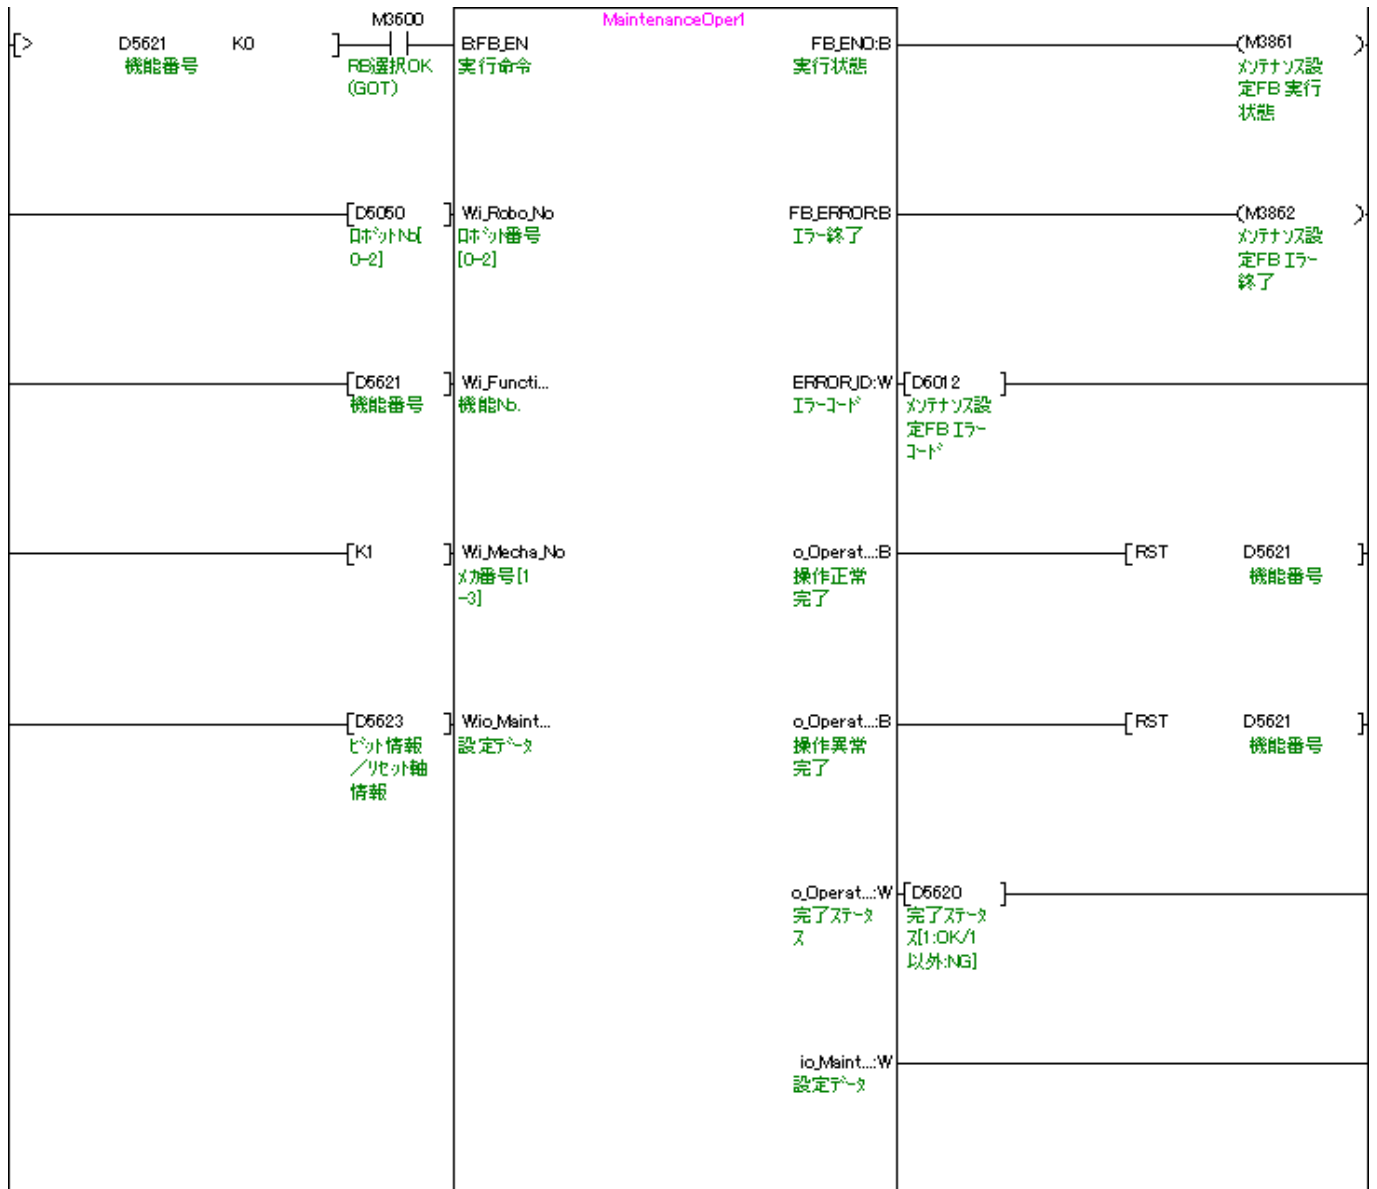 M3600
MaintenanceOper1
[> D5621 K0 ]
B:FB_EN
FB_ENO:B
(M3861 )
機能番号
RB選択OK
(GOT)
実行命令
実行状態
ﾒﾝﾃﾅﾝｽ設
定FB 実行
状態
[D5050 ]
W:i_Robo_No
FB_ERROR:B
(M3862 )
ﾛﾎﾞｯﾄNo[
0-2]
ﾛﾎﾞｯﾄ番号
[0-2]
ｴﾗｰ終了
ﾒﾝﾃﾅﾝｽ設
定FB ｴﾗｰ
終了
[D5621 ]
W:i_Functi...
ERROR_ID:W
[D6012 ]
機能番号
機能No.
ｴﾗｰｺｰﾄﾞ
ﾒﾝﾃﾅﾝｽ設
定FB ｴﾗｰ
ｺｰﾄﾞ
[K1 ]
W:i_Mecha_No
o_Operat...:B
[RST D5621 ]
ﾒｶ番号[1
-3]
操作正常
完了
機能番号
[D5623 ]
W:io_Maint...
o_Operat...:B
[RST D5621 ]
ﾋﾞｯﾄ情報
／ﾘｾｯﾄ軸
情報
設定ﾃﾞｰﾀ
操作異常
完了
機能番号
o_Operat...:W
[D5620 ]
完了ｽﾃｰﾀ
ｽ
完了ｽﾃｰﾀ
ｽ[1:OK/1
以外:NG]
io_Maint...:W
設定ﾃﾞｰﾀ